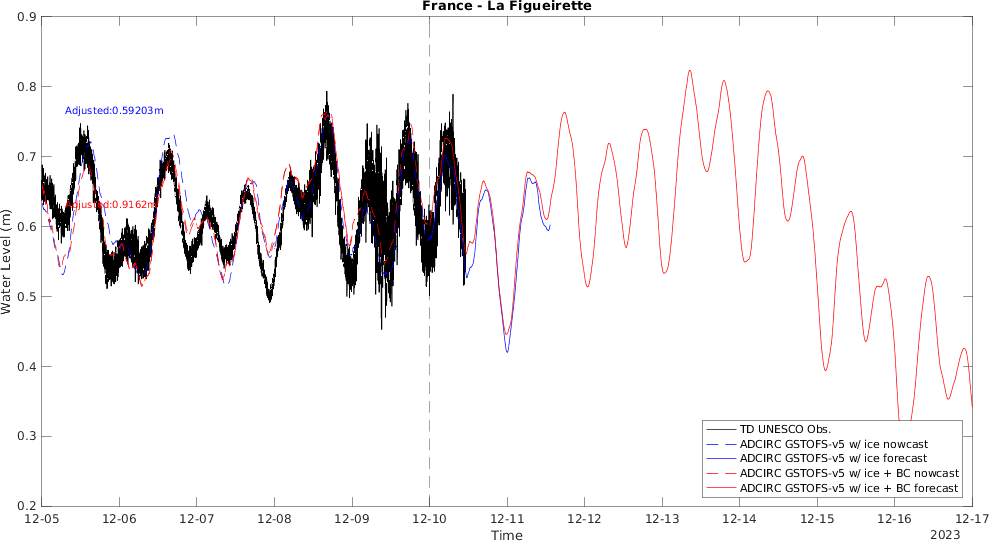 France - La Figueirette
0.9
0.8
0.7
0.6
0.5
0.4
0.3
0.2
Water Level (m)
Adjusted:0.59203m
Adjusted:0.9162m
TD UNESCO Obs.
ADCIRC GSTOFS-v5 w/ ice nowcast
ADCIRC GSTOFS-v5 w/ ice forecast
ADCIRC GSTOFS-v5 w/ ice + BC nowcast
ADCIRC GSTOFS-v5 w/ ice + BC forecast
12-05 12-06 12-07 12-08 12-09 12-10 12-11 12-12 12-13 12-14 12-15 12-16 12-17
Time
2023